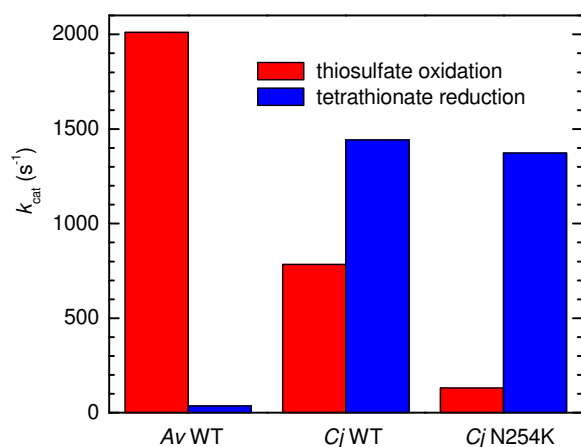 2000
1500
1000
500
0
k_cat (s⁻¹)
thiosulfate oxidation
tetrathionate reduction
Av WT
Cj WT
Cj N254K